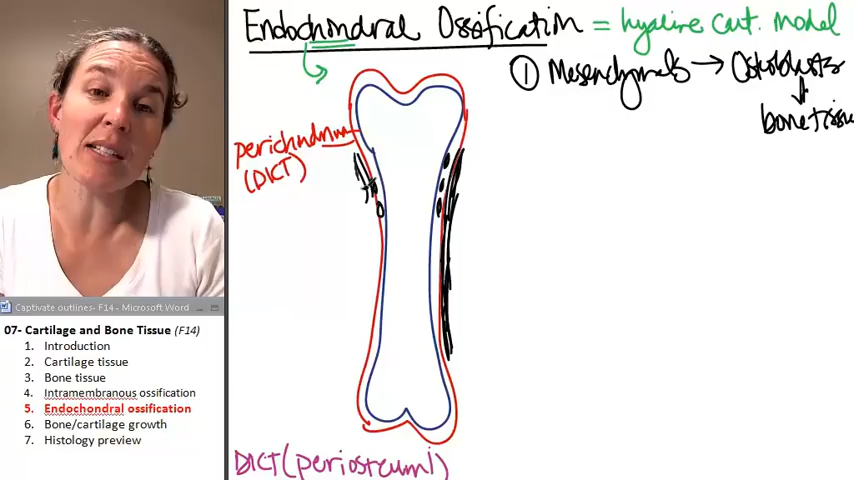 Endochondral Ossification = hyaline cart. model
① Mesenchymals → Osteoblasts
↓
bone tissu
perichndrium
(DICT)
Captivate outlines- F14 - Microsoft Word
07- Cartilage and Bone Tissue (F14)
1. Introduction
2. Cartilage tissue
3. Bone tissue
4. Intramembranous ossification
5. Endochondral ossification
6. Bone/cartilage growth
7. Histology preview
DICT (periosteum)